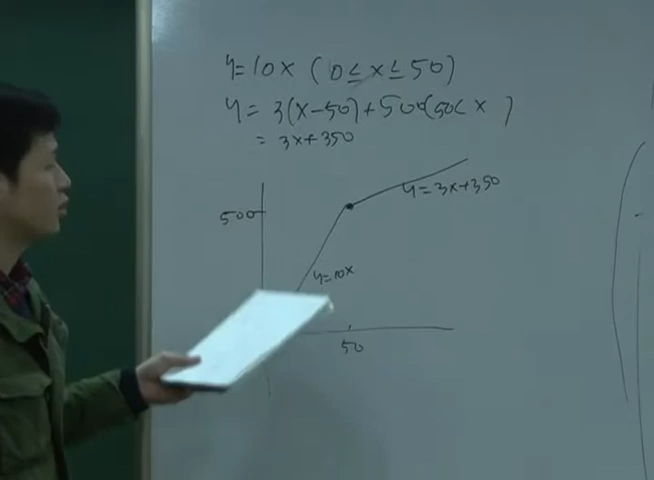 y=10x (0≤x≤50)
y=3(x-50)+500(50<x )
=3x+350
y=3x+350
500
y=10x
50